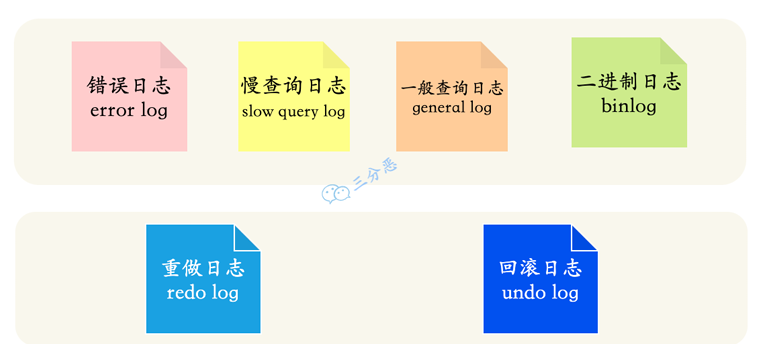 错误日志
error log
慢查询日志
slow query log
一般查询日志
general log
二进制日志
binlog
三分恶
重做日志
redo log
回滚日志
undo log